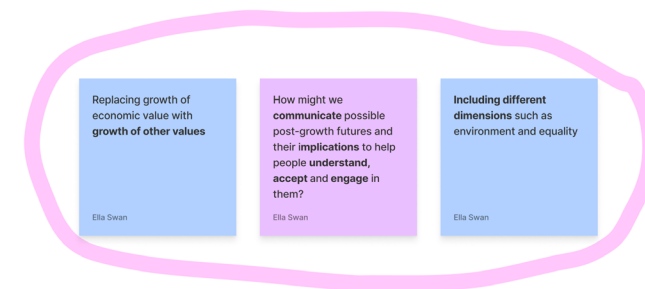 Replacing growth of
economic value with
growth of other values
Ella Swan
How might we
communicate possible
post-growth futures and
their implications to help
people understand,
accept and engage in
them?
Ella Swan
Including different
dimensions such as
environment and equality
Ella Swan